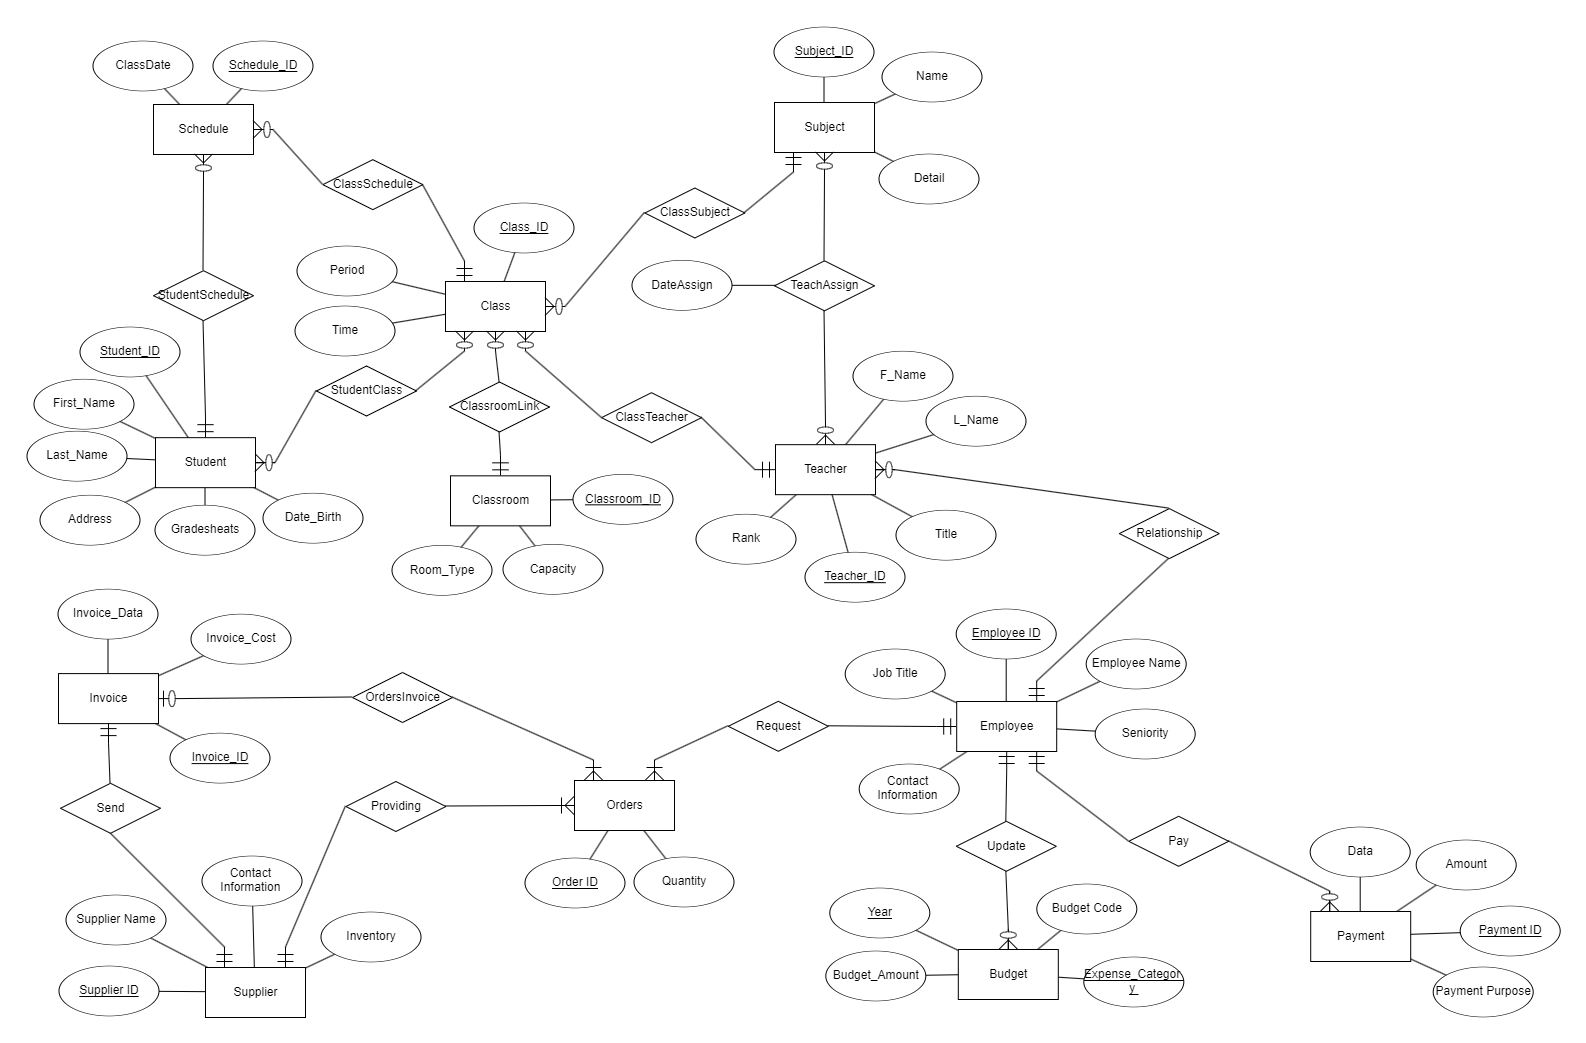 Subject_ID
ClassDate
Schedule_ID
Name
Schedule
Subject
Detail
ClassSchedule
ClassSubject
Class_ID
Period
DateAssign
TeachAssign
StudentSchedule
Class
Time
Student_ID
F_Name
StudentClass
First_Name
ClassroomLink
ClassTeacher
L_Name
Last_Name
Student
Teacher
Classroom
Classroom_ID
Address
Gradesheats
Date_Birth
Rank
Title
Relationship
Room_Type
Capacity
Teacher_ID
Invoice_Data
Invoice_Cost
Employee ID
Employee Name
Job Title
Invoice
OrdersInvoice
Request
Employee
Seniority
Invoice_ID
Contact
Information
Send
Providing
Orders
Update
Pay
Data
Amount
Contact
Information
Order ID
Quantity
Supplier Name
Year
Budget Code
Inventory
Payment
Payment ID
Budget_Amount
Budget
Expense_Categor
y
Supplier ID
Supplier
Payment Purpose